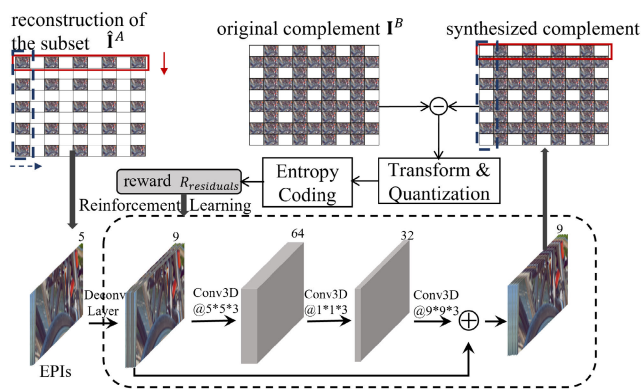 reconstruction of
the subset Î^A
original complement I^B
synthesized complement
Transform &
Quantization
Entropy
Coding
reward R_residuals
Reinforcement Learning
5
9
64
32
9
Deconv
Layer
Conv3D
@5*5*3
Conv3D
@1*1*3
Conv3D
@9*9*3
EPIs